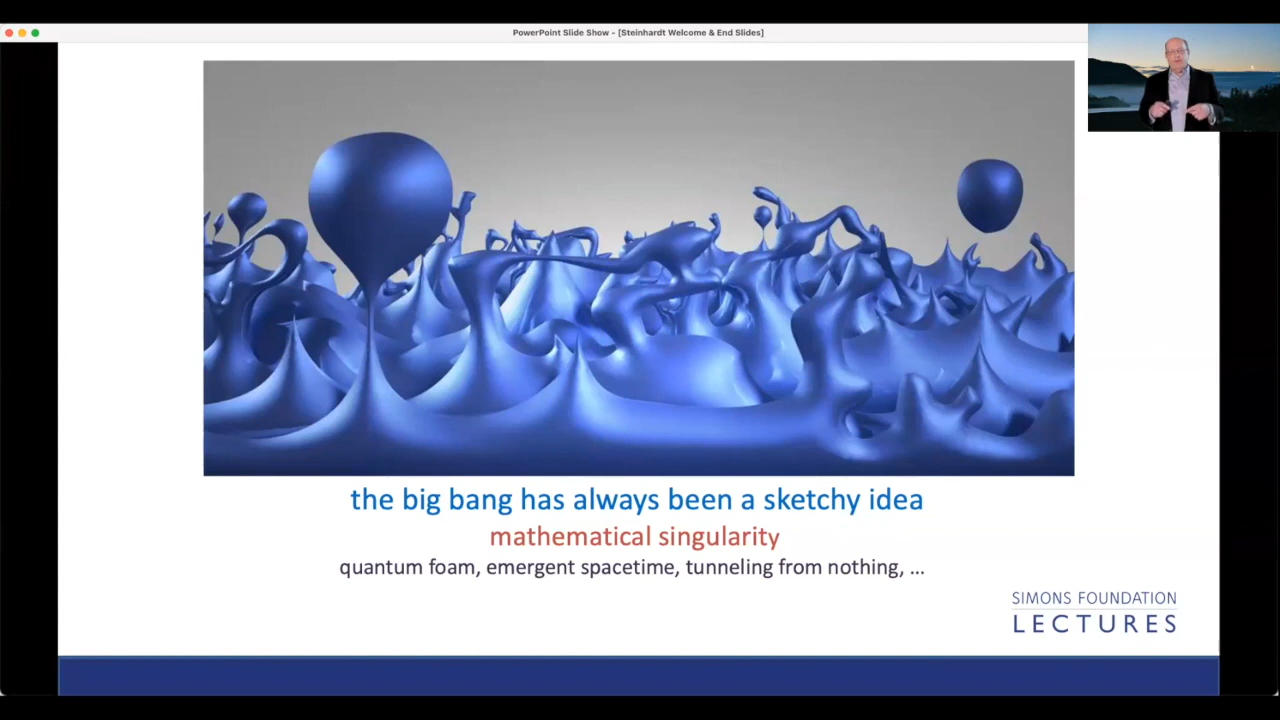 PowerPoint Slide Show - [Steinhardt Welcome & End Slides]
the big bang has always been a sketchy idea
mathematical singularity
quantum foam, emergent spacetime, tunneling from nothing, ...
SIMONS FOUNDATION
LECTURES